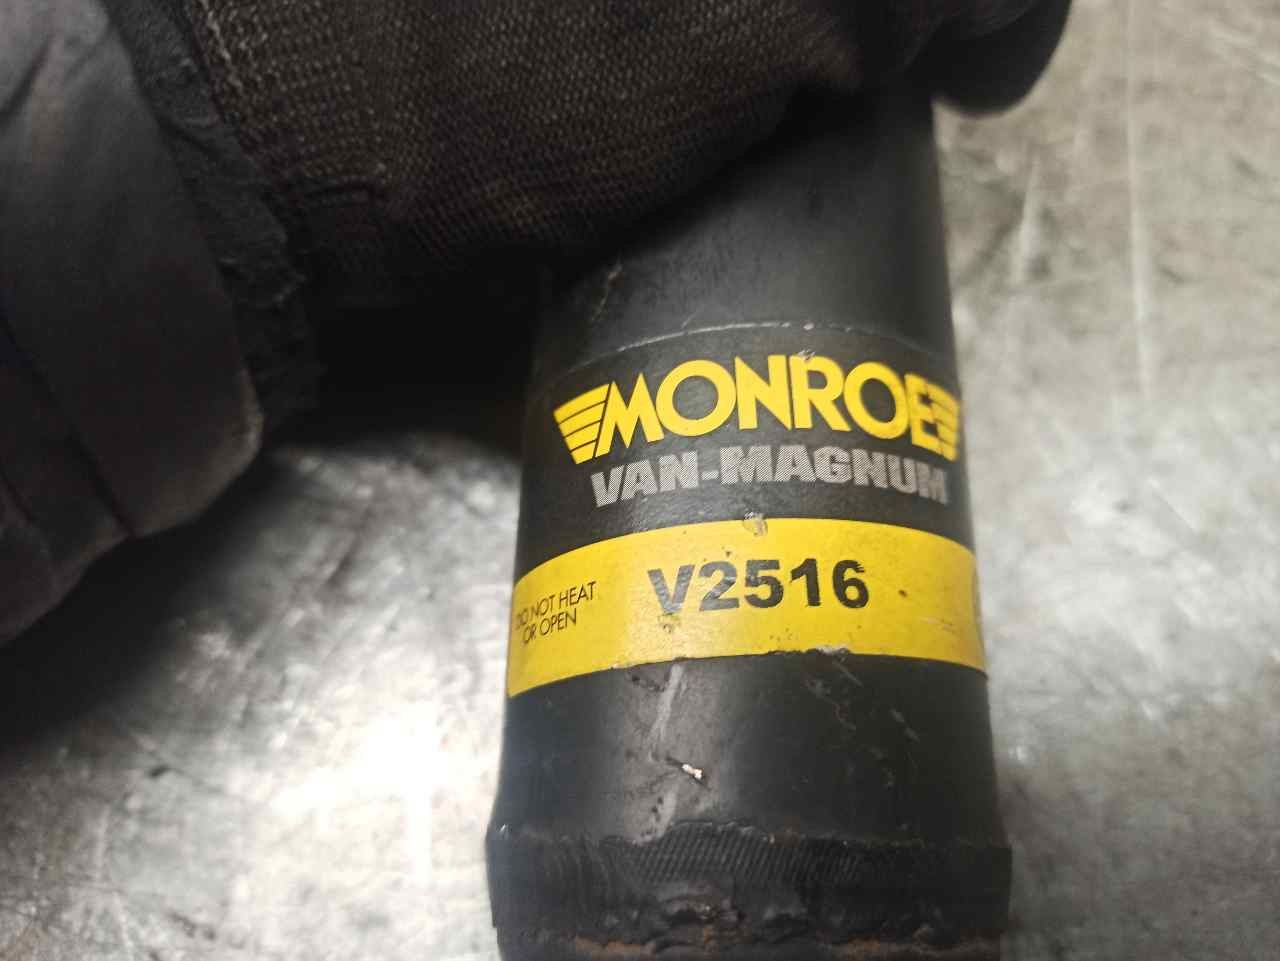 MONROE
VAN-MAGNUM
V2516
DO NOT HEAT
OR OPEN